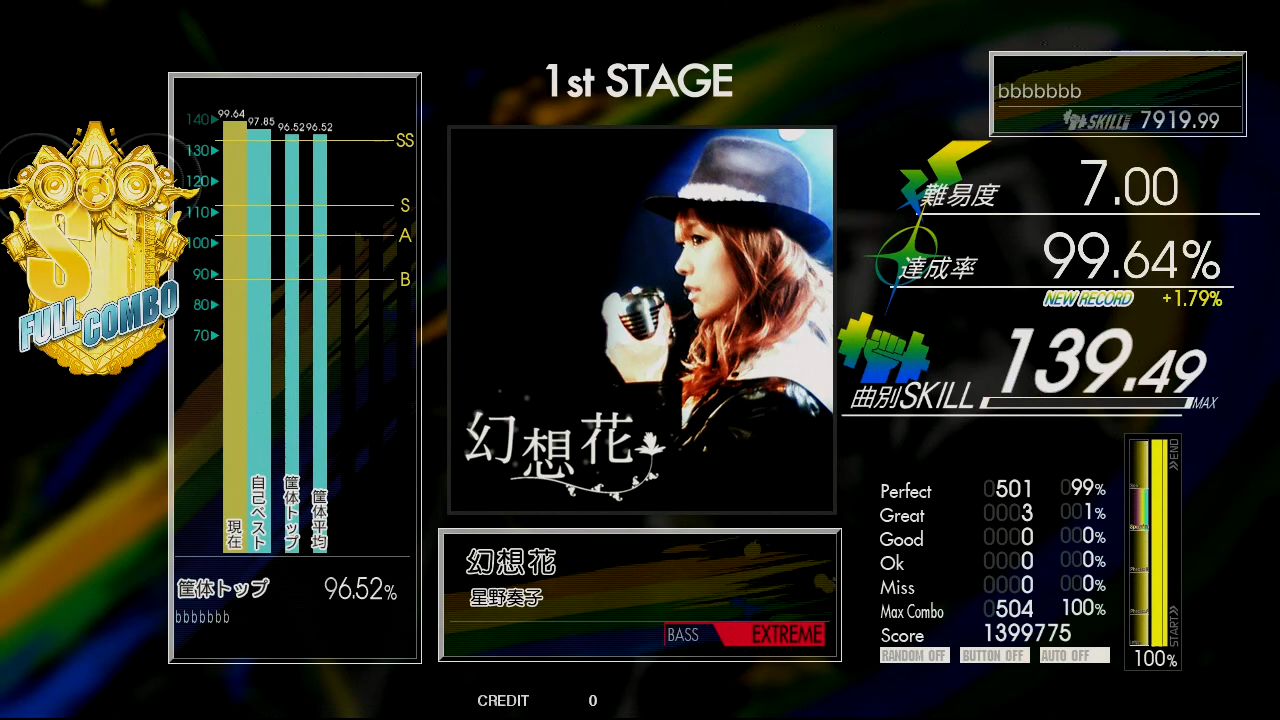 1st STAGE
bbbbbbb
SKILL 7919.99
140 99.64 97.85 96.52 96.52
SS
130
120
110
S
100
A
90
B
80
70
現在
自己ベスト
筐体トップ
筐体平均
筐体トップ 96.52%
bbbbbbb
S
FULL COMBO
幻想花
幻想花
星野奏子
BASS EXTREME
難易度 7.00
達成率 99.64%
NEW RECORD +1.79%
曲別SKILL 139.49
MAX
Perfect 0501 099%
Great 0003 001%
Good 0000 000%
Ok 0000 000%
Miss 0000 000%
Max Combo 0504 100%
Score 1399775
RANDOM OFF BUTTON OFF AUTO OFF
END
START
100%
CREDIT 0